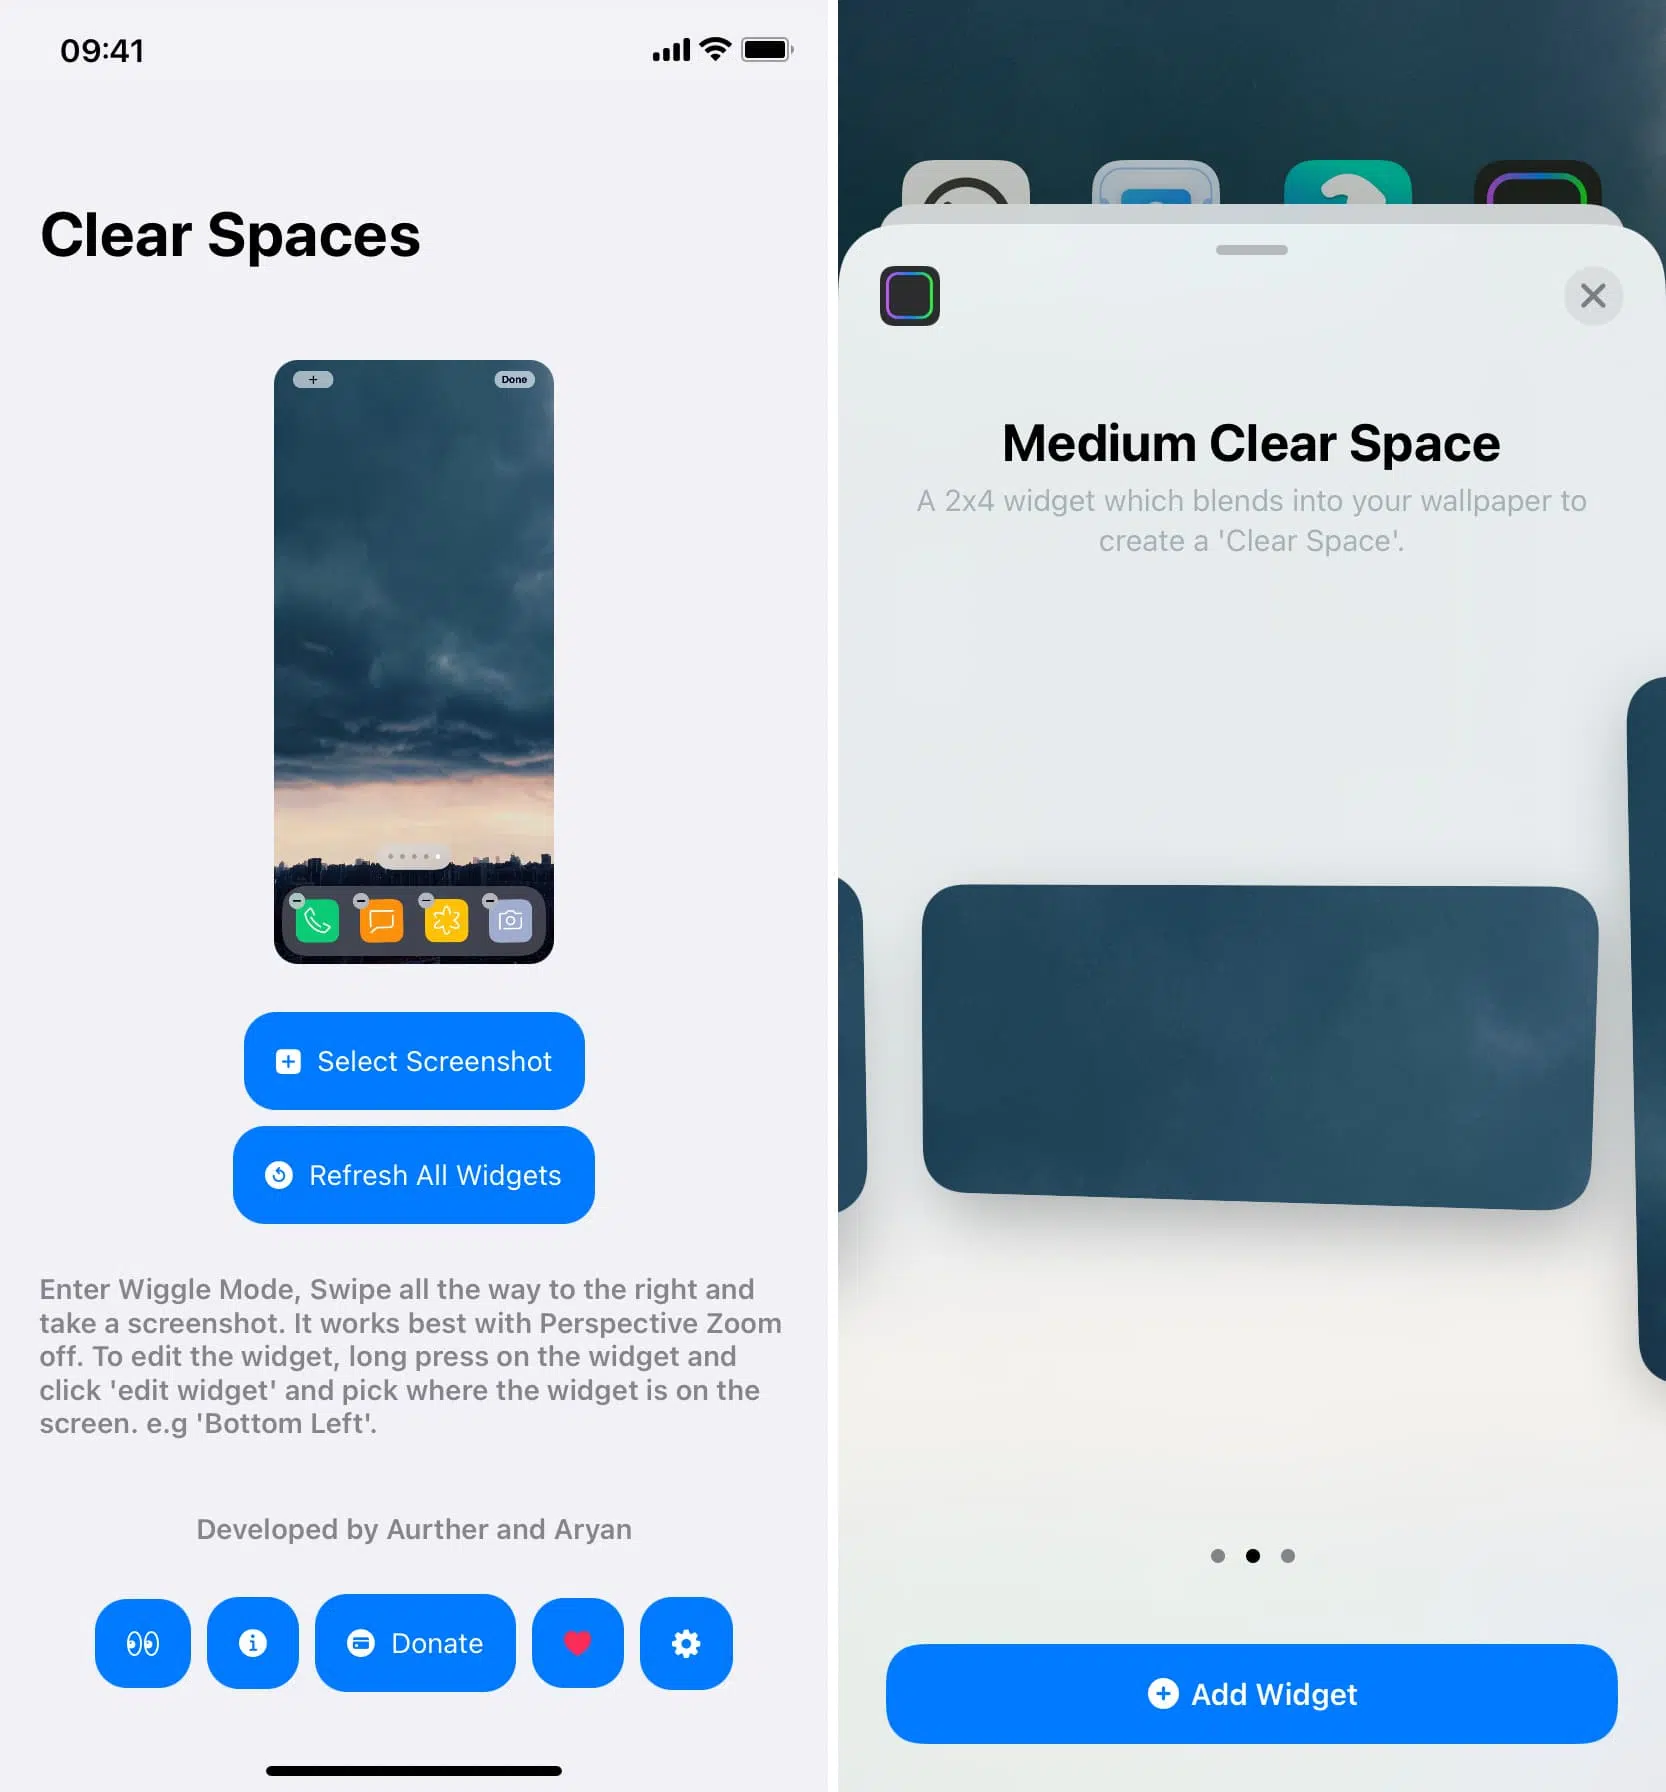 09:41
Clear Spaces
+
Done
Select Screenshot
Refresh All Widgets
Enter Wiggle Mode, Swipe all the way to the right and
take a screenshot. It works best with Perspective Zoom
off. To edit the widget, long press on the widget and
click 'edit widget' and pick where the widget is on the
screen. e.g 'Bottom Left'.
Developed by Aurther and Aryan
Donate
Medium Clear Space
A 2x4 widget which blends into your wallpaper to
create a 'Clear Space'.
Add Widget